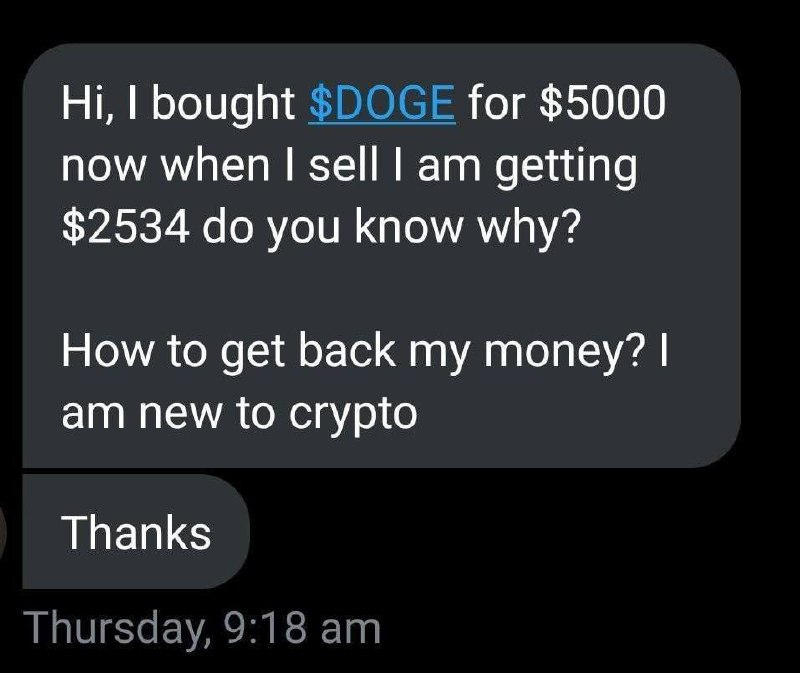 Hi, I bought $DOGE for $5000
now when I sell I am getting
$2534 do you know why?
How to get back my money? I
am new to crypto
Thanks
Thursday, 9:18 am